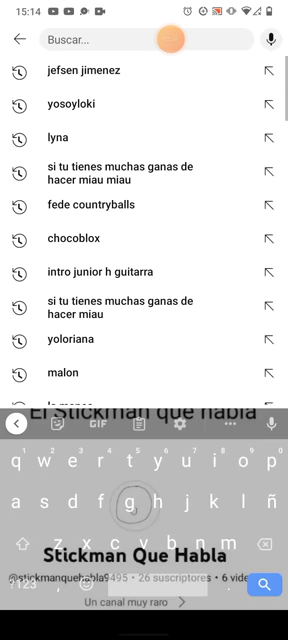 15:14
Buscar...
jefsen jimenez
yosoyloki
lyna
si tu tienes muchas ganas de
hacer miau miau
fede countryballs
chocoblox
intro junior h guitarra
si tu tienes muchas ganas de
hacer miau
yoloriana
malon
El Stickman que habla
GIF
q w e r t y u i o p
a s d f g h j k l ñ
z x c v b n m
Stickman Que Habla
@stickmanquehabla9495 • 26 suscriptores • 6
?123 , .
Un canal muy raro